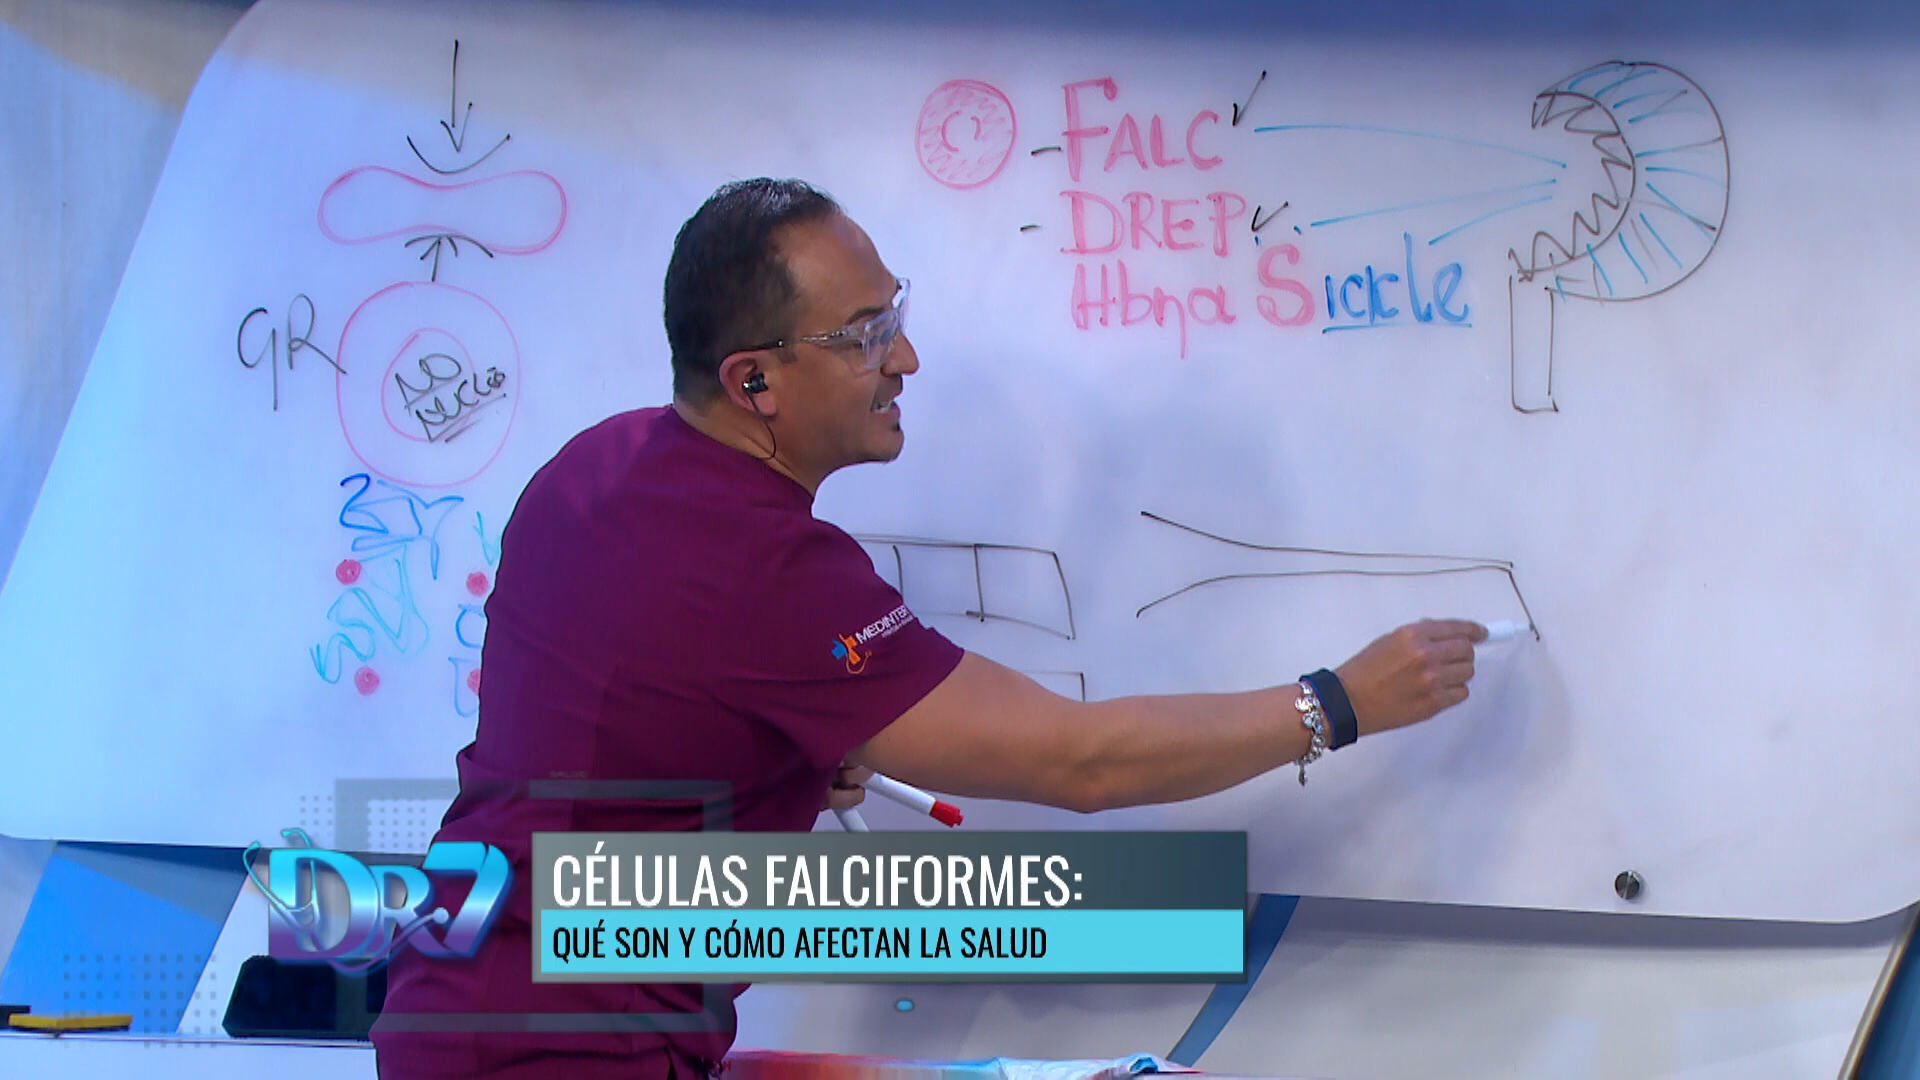 - FALC
- DREP
Hbna Sickle
GR
NO
NUCLEO
MEDINTER
DR7
CÉLULAS FALCIFORMES:
QUÉ SON Y CÓMO AFECTAN LA SALUD